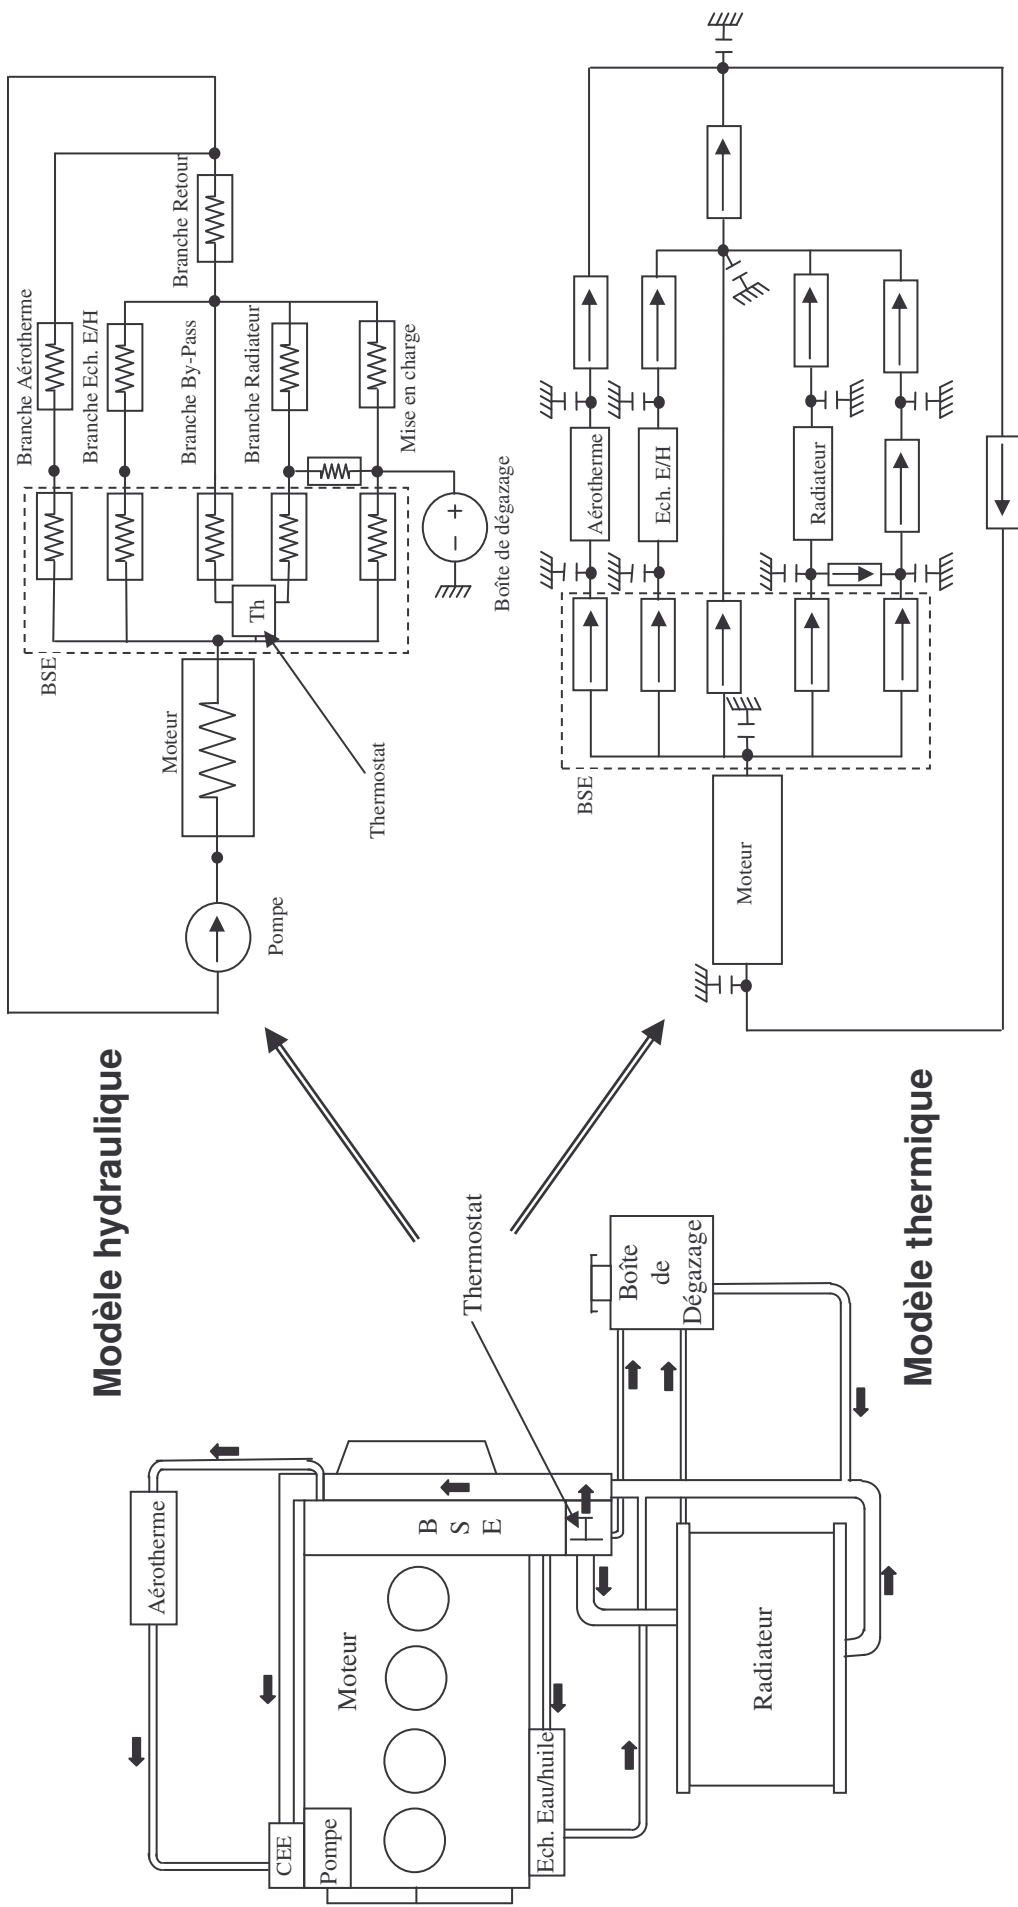 Modèle hydraulique
Branche Aérotherme
Branche Ech. E/H
Branche By-Pass
Branche Retour
Branche Radiateur
Mise en charge
Boîte de dégazage
BSE
Th
Moteur
Thermostat
Pompe
Aérotherme
CEE
Pompe
Moteur
B
S
E
Ech. Eau/huile
Thermostat
Boîte
de
Dégazage
Radiateur
Modèle thermique
Aérotherme
Ech. E/H
Radiateur
BSE
Moteur